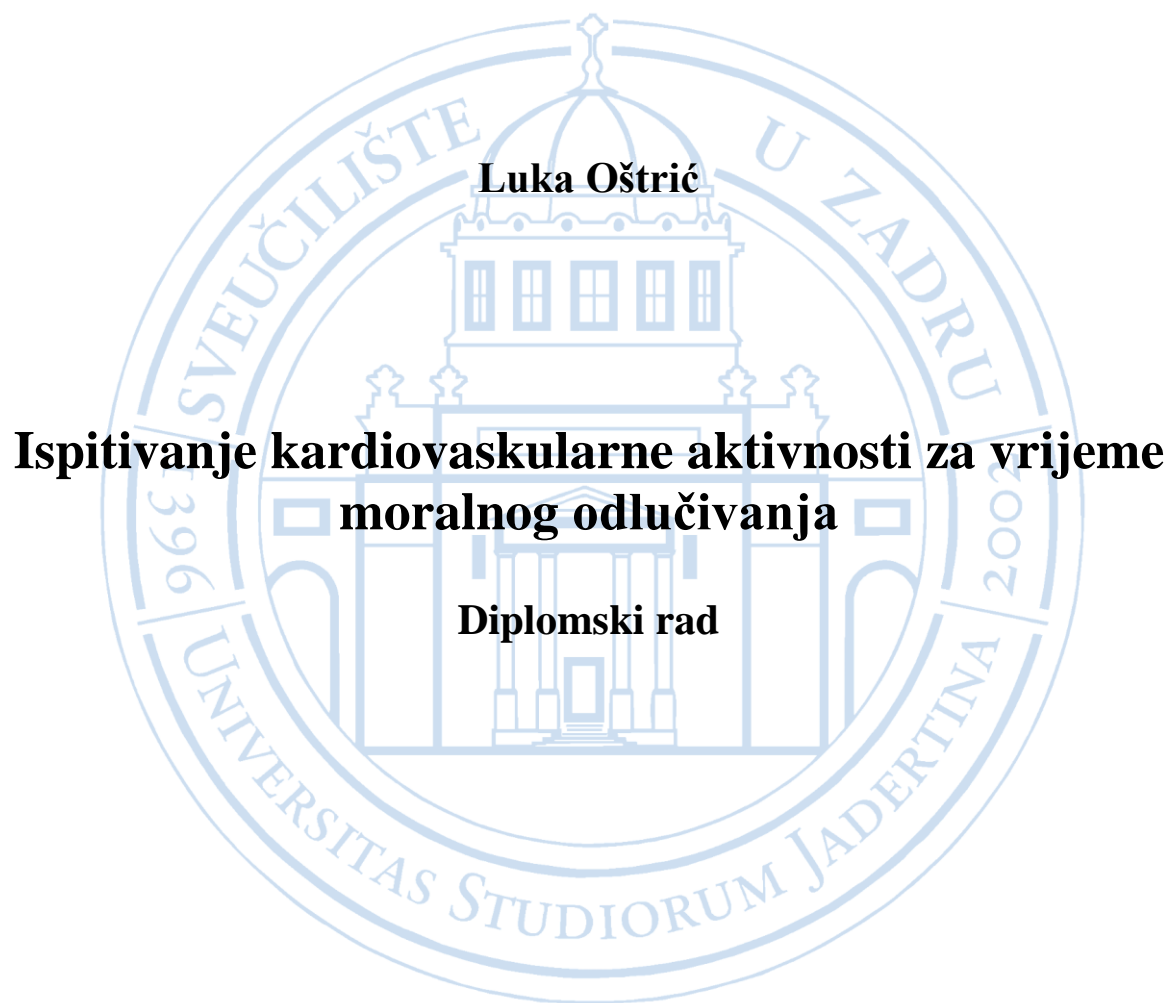 Luka Oštrić
Ispitivanje kardiovaskularne aktivnosti za vrijeme
moralnog odlučivanja
Diplomski rad
SVEUČILIŠTE U ZADRU
1396
2002
UNIVERSITAS STUDIORUM JADERTINA